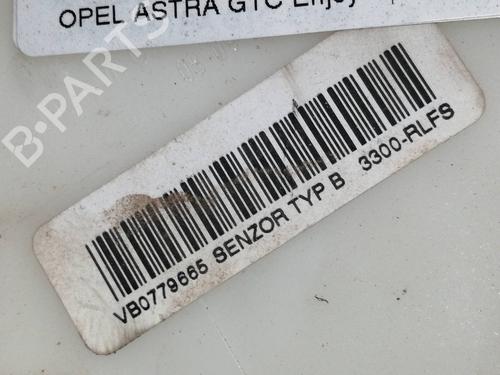 OPEL ASTRA GTC Enjoy
B-PARTS
VB0779665 SENZOR TYP B 3300-RLFS